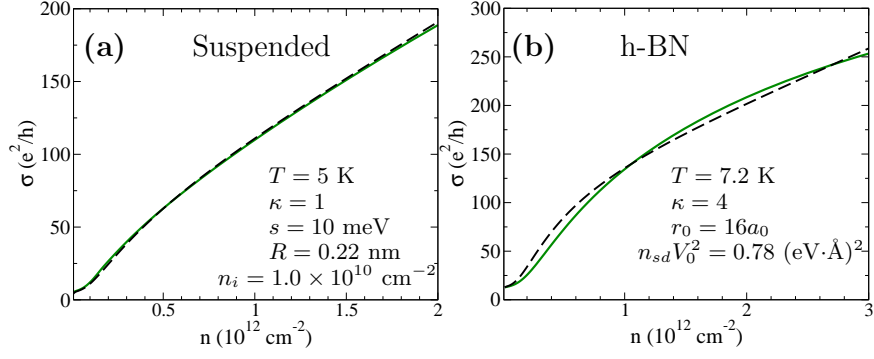 (a) Suspended
200
150
100
50
0
σ (e²/h)
0.5
1
1.5
2
n (10¹² cm⁻²)
T = 5 K
κ = 1
s = 10 meV
R = 0.22 nm
nᵢ = 1.0 × 10¹⁰ cm⁻²
(b) h-BN
300
250
200
150
100
50
0
σ (e²/h)
1
2
3
n (10¹² cm⁻²)
T = 7.2 K
κ = 4
r₀ = 16a₀
n_{sd}V₀² = 0.78 (eV·Å)²